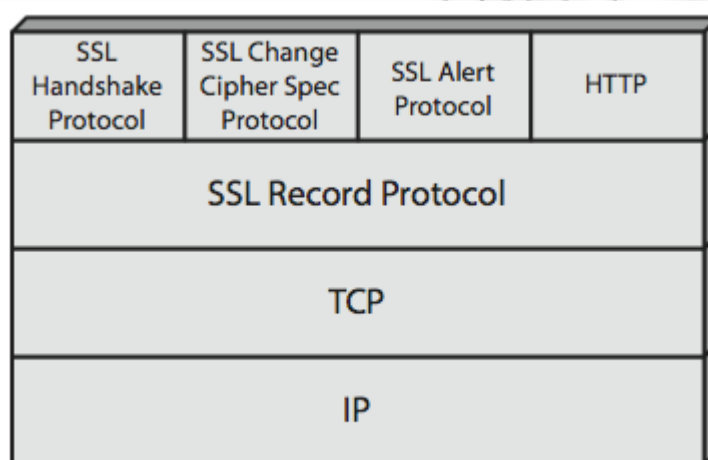 SSL
Handshake
Protocol
SSL Change
Cipher Spec
Protocol
SSL Alert
Protocol
HTTP
SSL Record Protocol
TCP
IP